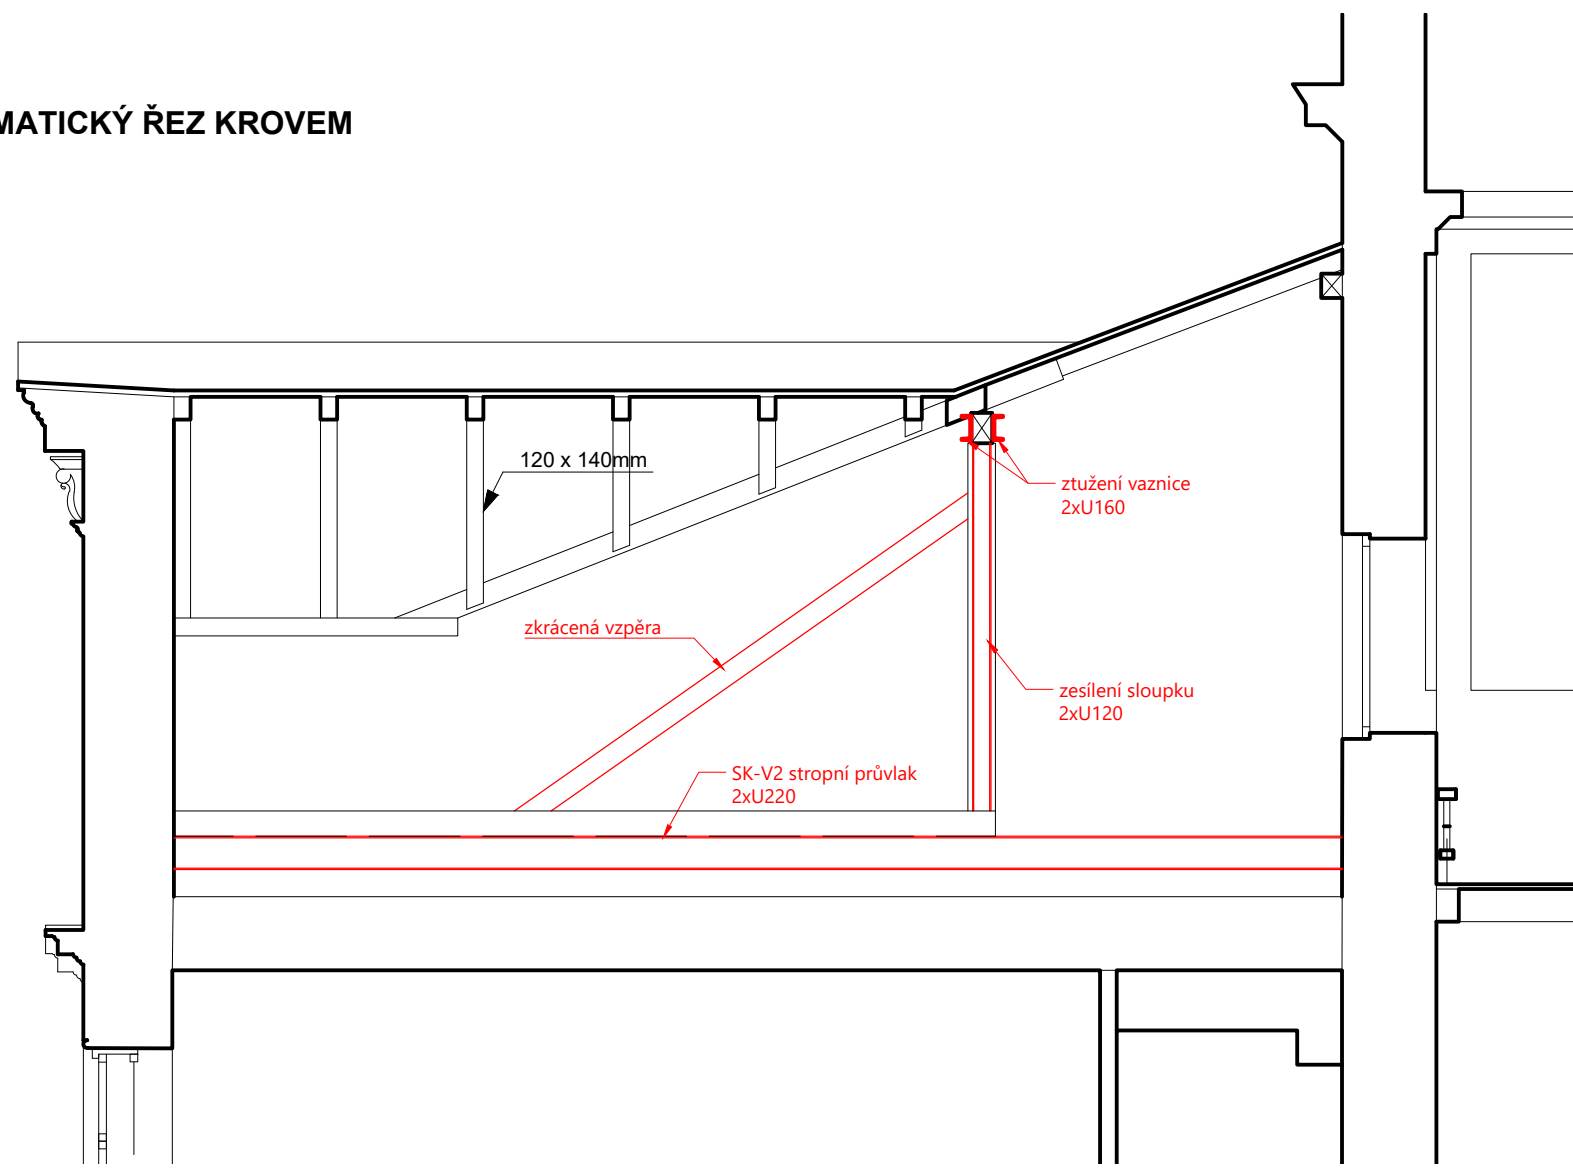 MATICKÝ ŘEZ KROVEM
120 x 140mm
ztužení vaznice
2xU160
zkrácená vzpěra
zesílení sloupku
2xU120
SK-V2 stropní průvlak
2xU220